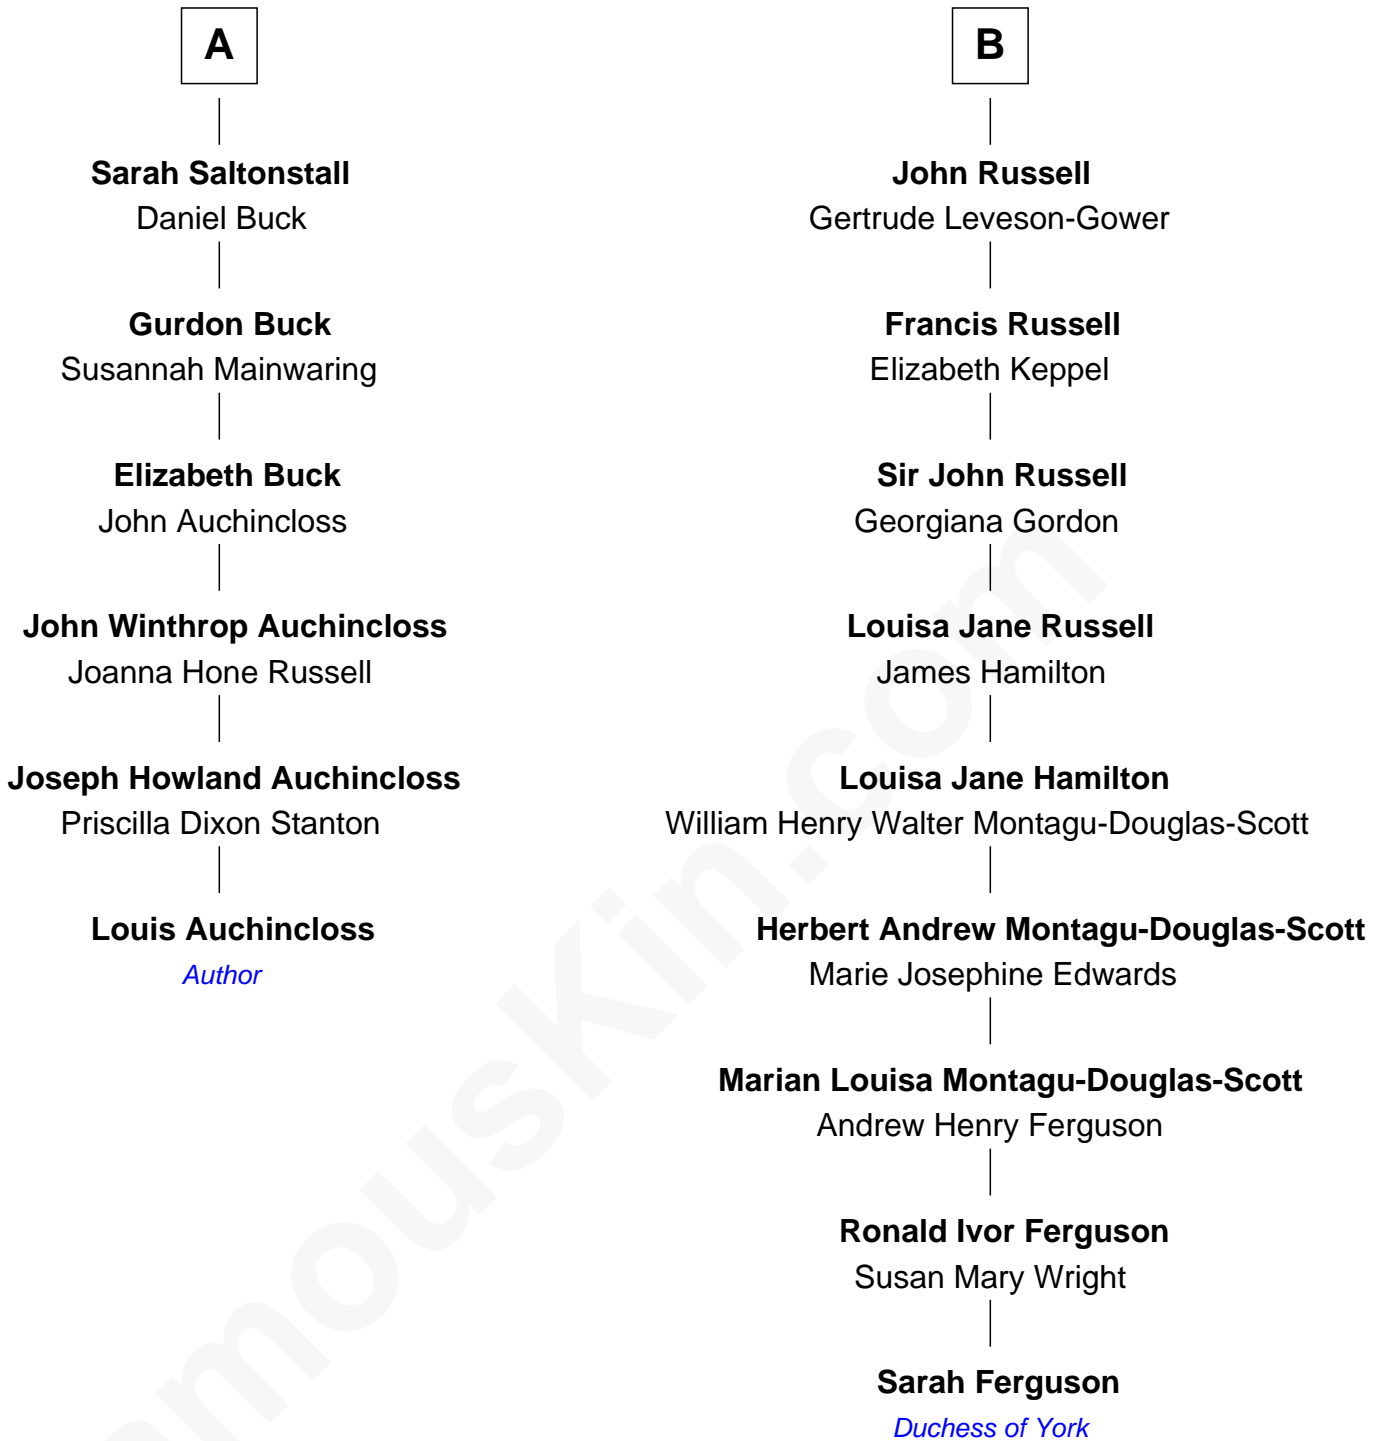 A
Sarah Saltonstall
Daniel Buck
Gurdon Buck
Susannah Mainwaring
Elizabeth Buck
John Auchincloss
John Winthrop Auchincloss
Joanna Hone Russell
Joseph Howland Auchincloss
Priscilla Dixon Stanton
Louis Auchincloss
Author
B
John Russell
Gertrude Leveson-Gower
Francis Russell
Elizabeth Keppel
Sir John Russell
Georgiana Gordon
Louisa Jane Russell
James Hamilton
Louisa Jane Hamilton
William Henry Walter Montagu-Douglas-Scott
Herbert Andrew Montagu-Douglas-Scott
Marie Josephine Edwards
Marian Louisa Montagu-Douglas-Scott
Andrew Henry Ferguson
Ronald Ivor Ferguson
Susan Mary Wright
Sarah Ferguson
Duchess of York
amousKin.com